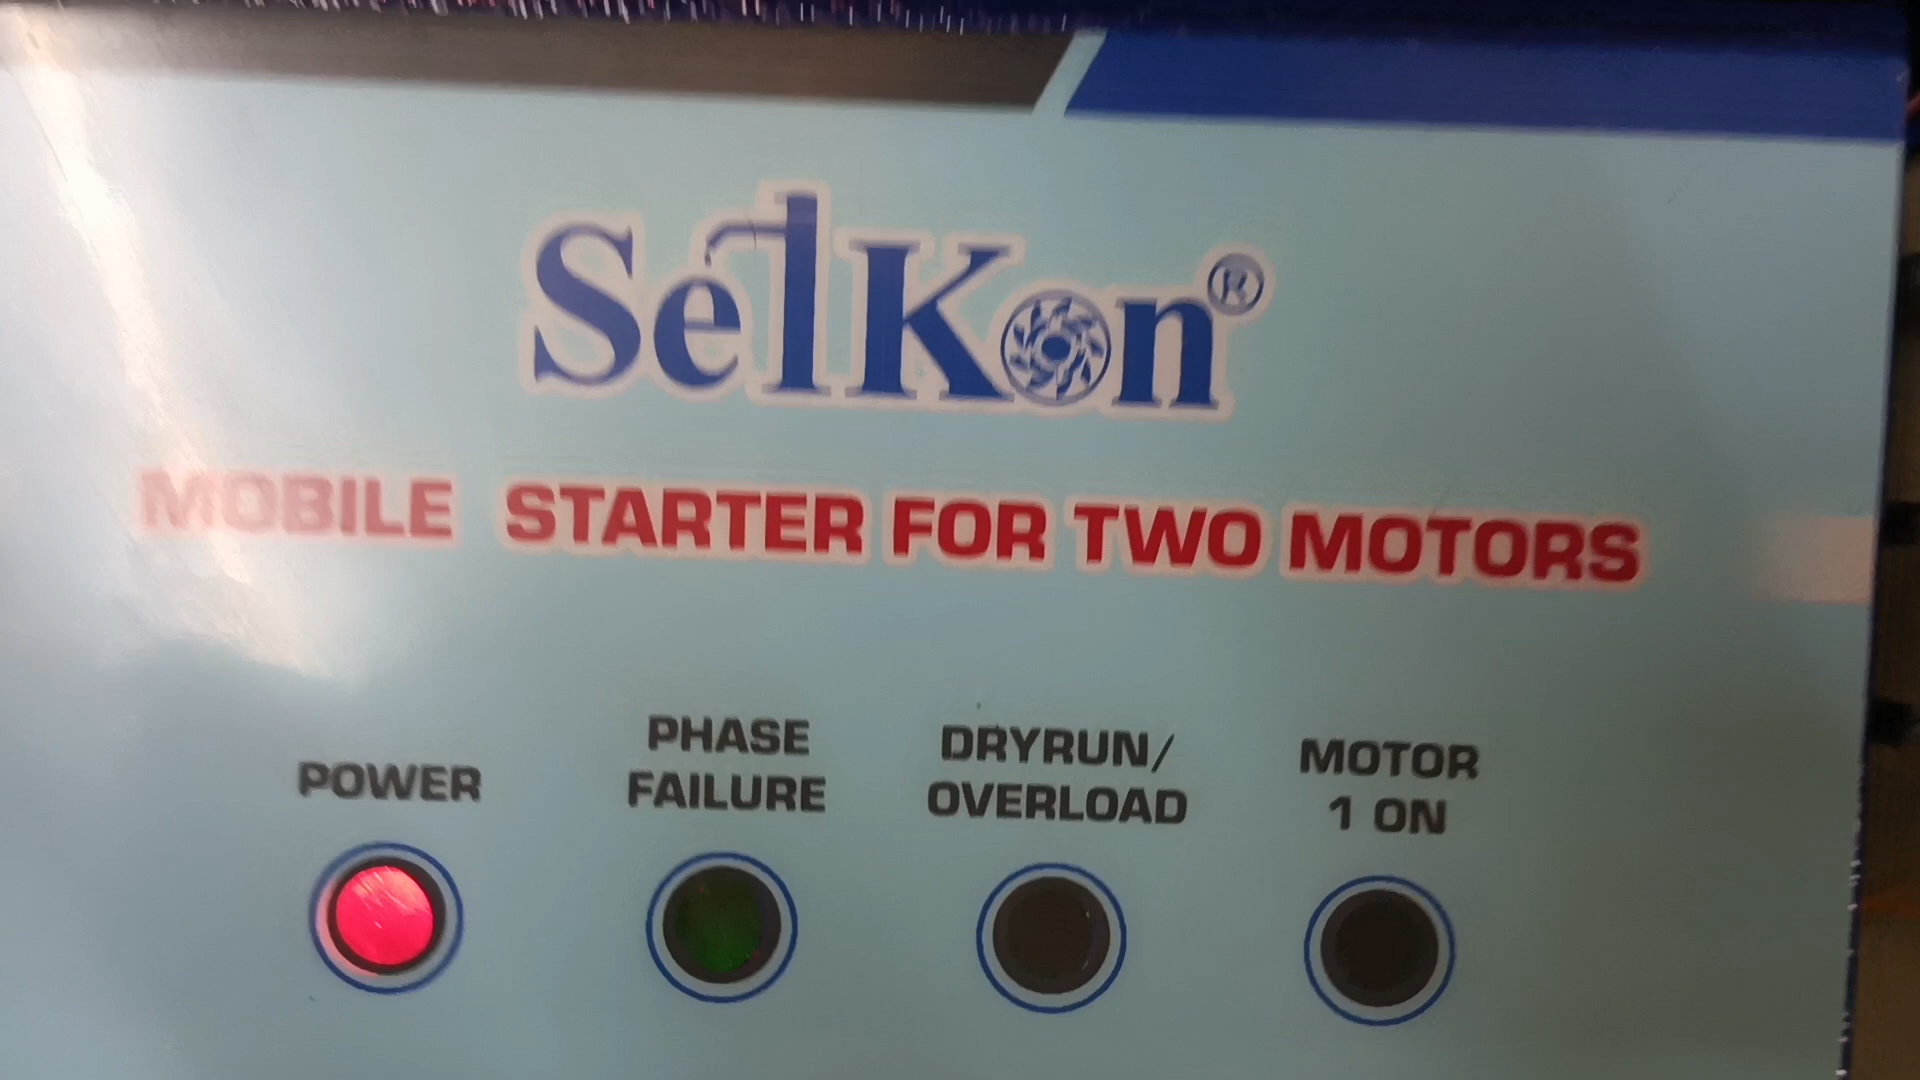 SelKon®
MOBILE STARTER FOR TWO MOTORS
POWER
PHASE
FAILURE
DRYRUN/
OVERLOAD
MOTOR
1 ON